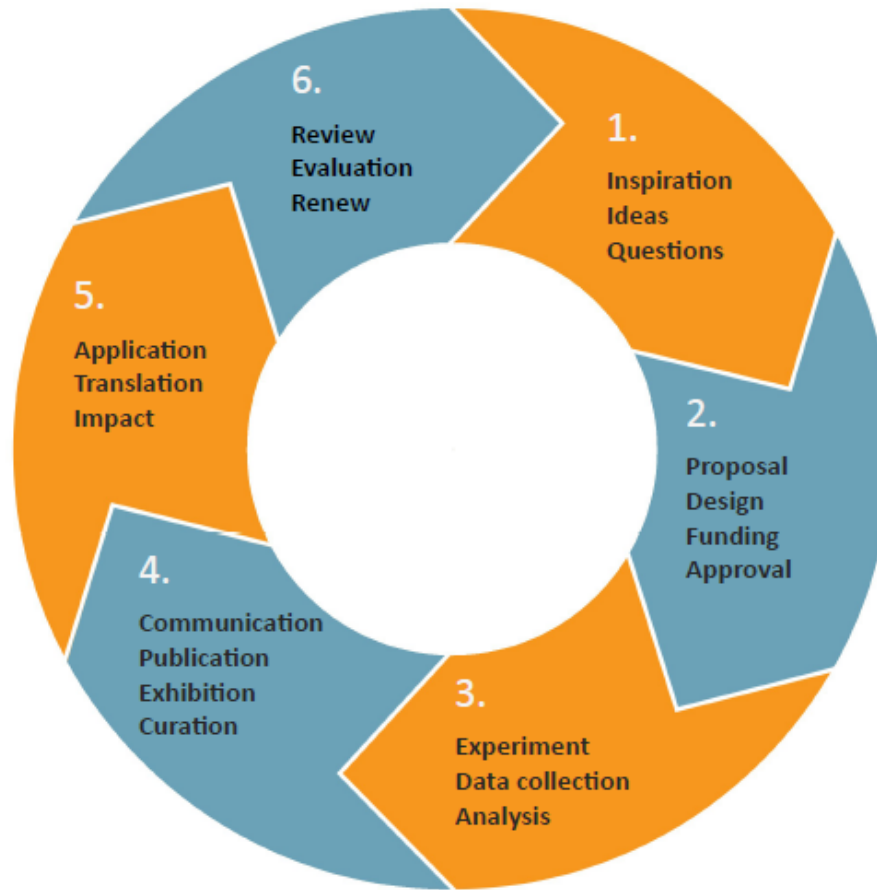 1.
Inspiration
Ideas
Questions
2.
Proposal
Design
Funding
Approval
3.
Experiment
Data collection
Analysis
4.
Communication
Publication
Exhibition
Curation
5.
Application
Translation
Impact
6.
Review
Evaluation
Renew